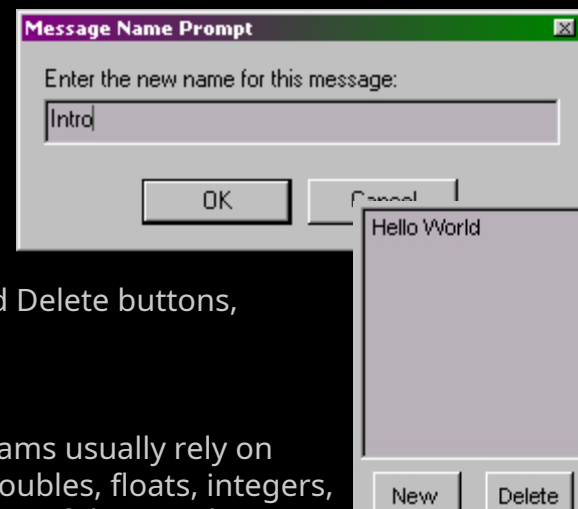 Message Name Prompt
Enter the new name for this message:
Intro
OK
Cancel
Hello World
d Delete buttons,
ams usually rely on
oubles, floats, integers,
New
Delete